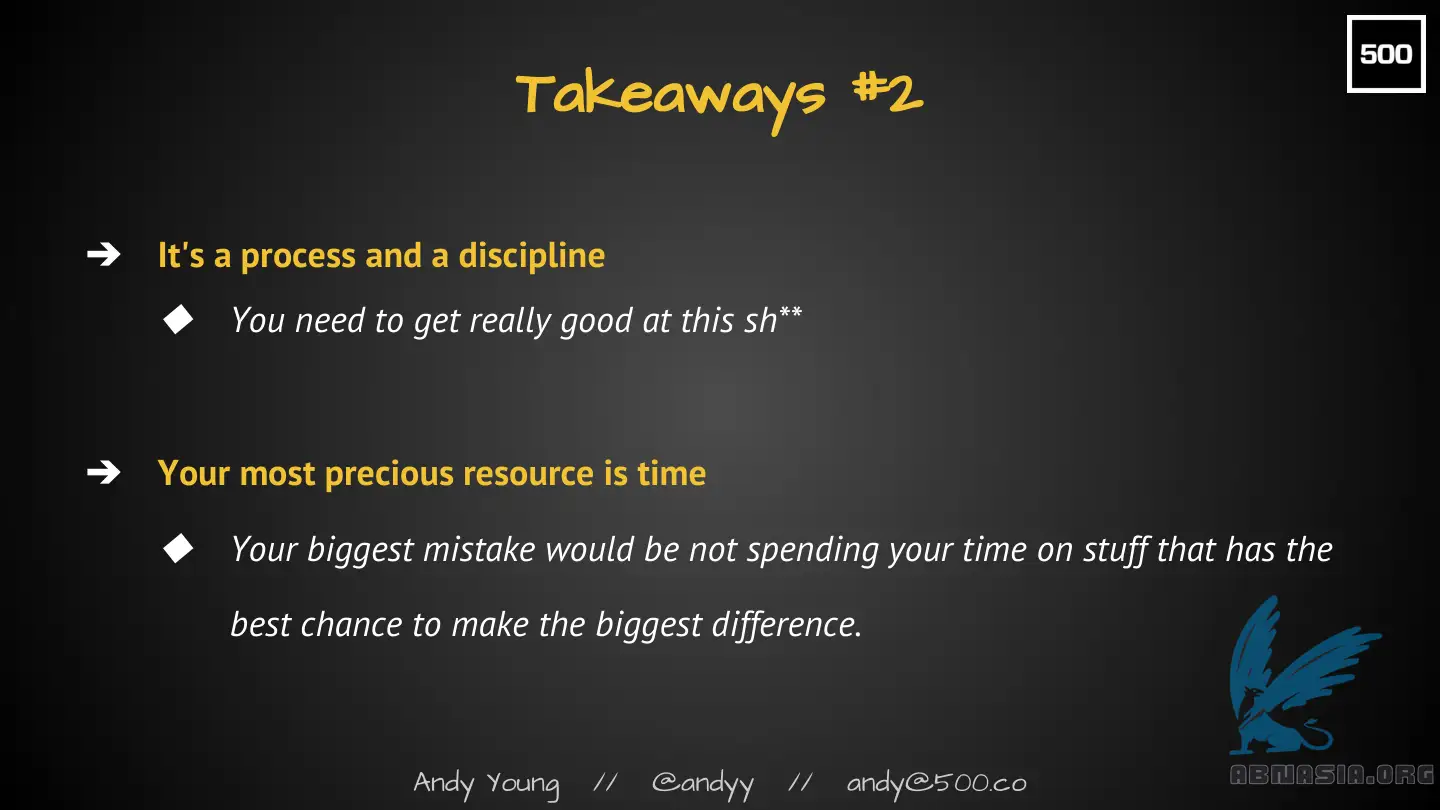 500
Takeaways #2
➔ It's a process and a discipline
◆ You need to get really good at this sh**
➔ Your most precious resource is time
◆ Your biggest mistake would be not spending your time on stuff that has the
best chance to make the biggest difference.
Andy Young // @andyy // andy@500.co
ABNASIA.ORG